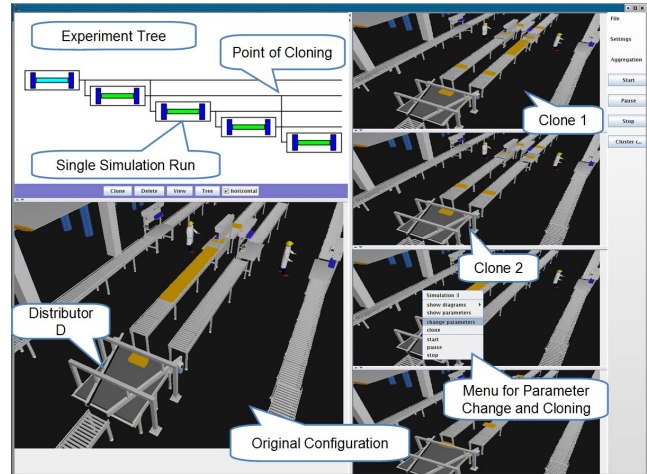 Experiment Tree
Point of Cloning
Single Simulation Run
Clone Delete View Tree horizontal
Distributor
D
Original Configuration
Clone 1
Clone 2
Simulation 3
show diagrams
show parameters
change parameters
clone
start
pause
stop
Menu for Parameter
Change and Cloning
File
Settings
Aggregation
Start
Pause
Stop
Cluster c...